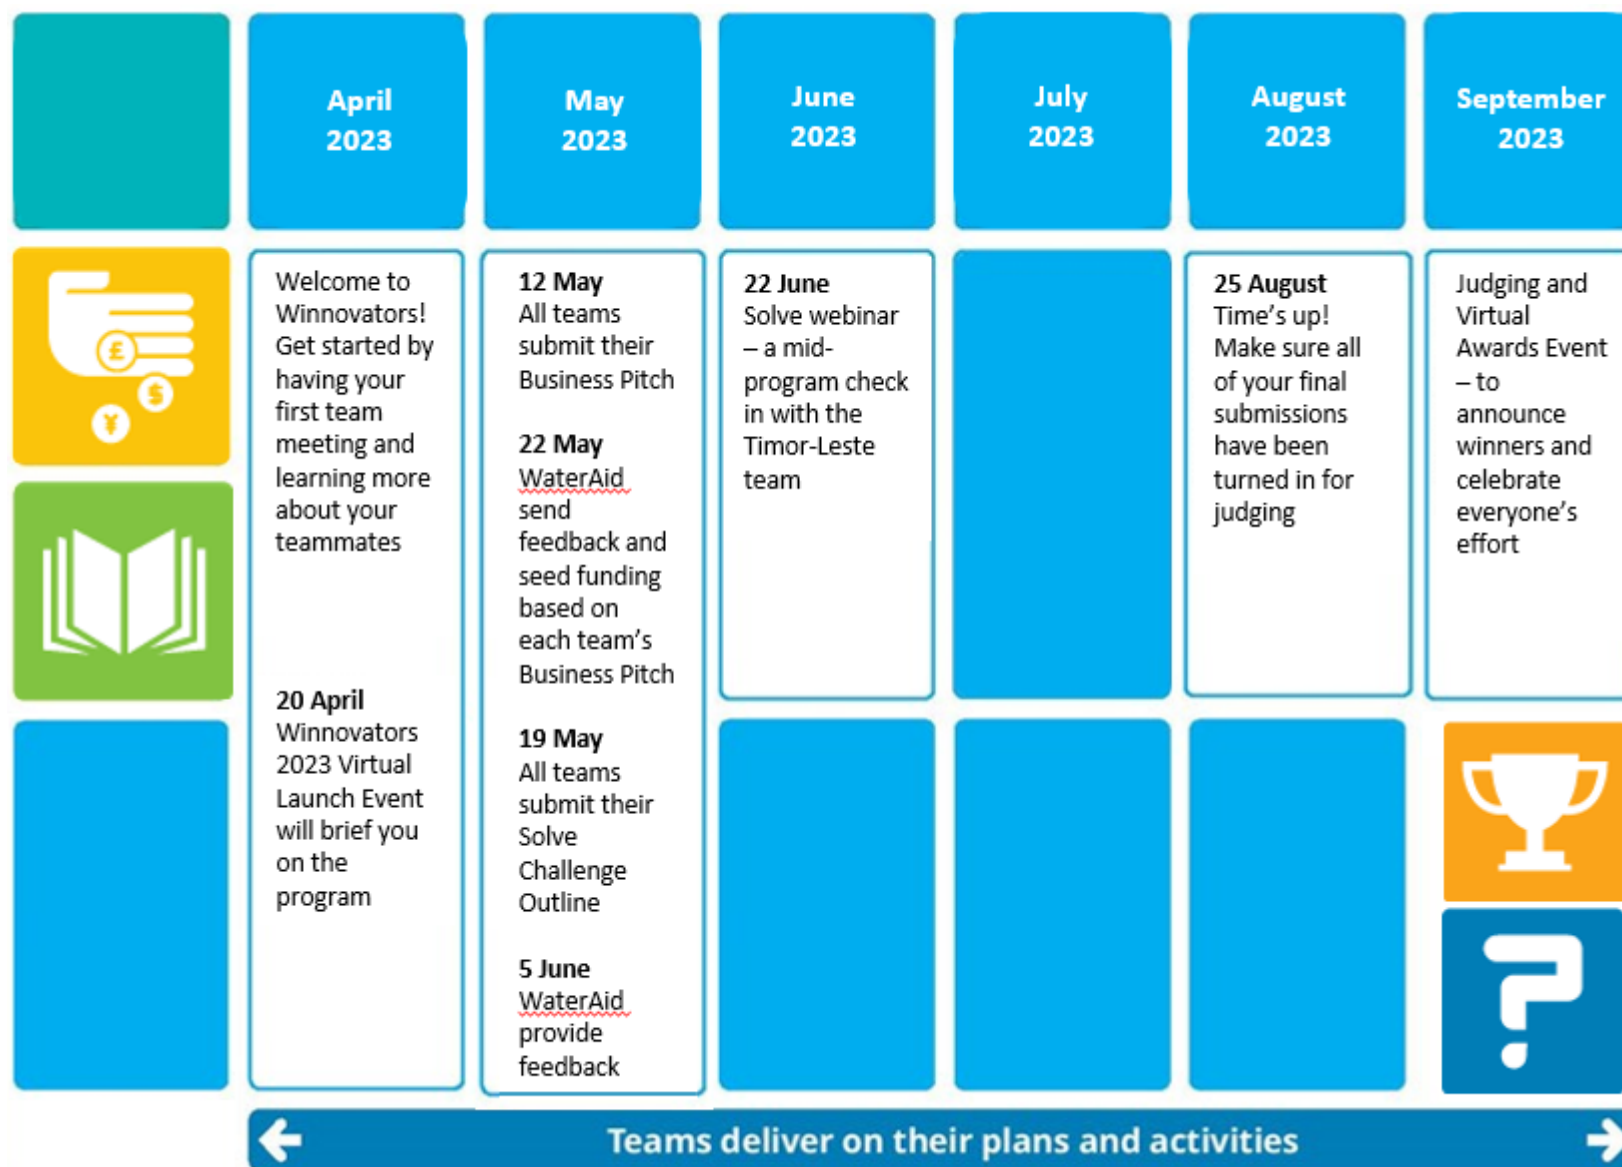 April
2023
May
2023
June
2023
July
2023
August
2023
September
2023
Welcome to
Winnovators!
Get started by
having your
first team
meeting and
learning more
about your
teammates
20 April
Winnovators
2023 Virtual
Launch Event
will brief you
on the
program
12 May
All teams
submit their
Business Pitch
22 May
WaterAid
send
feedback and
seed funding
based on
each team’s
Business Pitch
19 May
All teams
submit their
Solve
Challenge
Outline
5 June
WaterAid
provide
feedback
22 June
Solve webinar
– a mid-
program check
in with the
Timor-Leste
team
25 August
Time’s up!
Make sure all
of your final
submissions
have been
turned in for
judging
Judging and
Virtual
Awards Event
– to
announce
winners and
celebrate
everyone’s
effort
£
$
¥
?
Teams deliver on their plans and activities